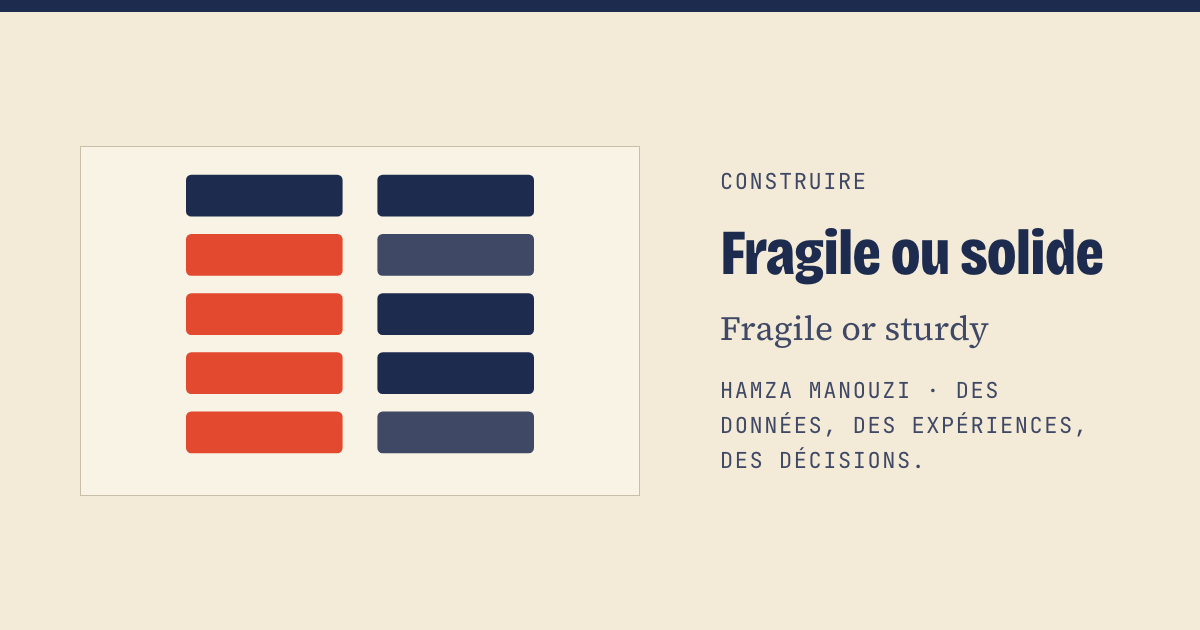 CONSTRUIRE
Fragile ou solide
Fragile or sturdy
HAMZA MANOUZI · DES
DONNÉES, DES EXPÉRIENCES,
DES DÉCISIONS.